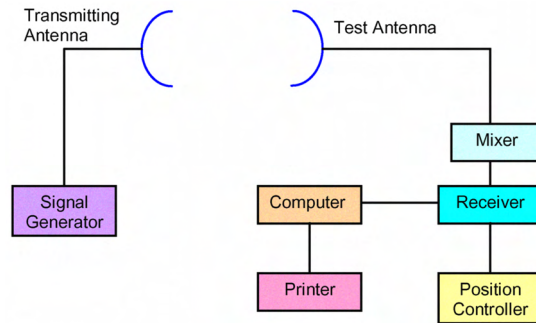 Transmitting
Antenna
Test Antenna
Mixer
Signal
Generator
Computer
Receiver
Printer
Position
Controller